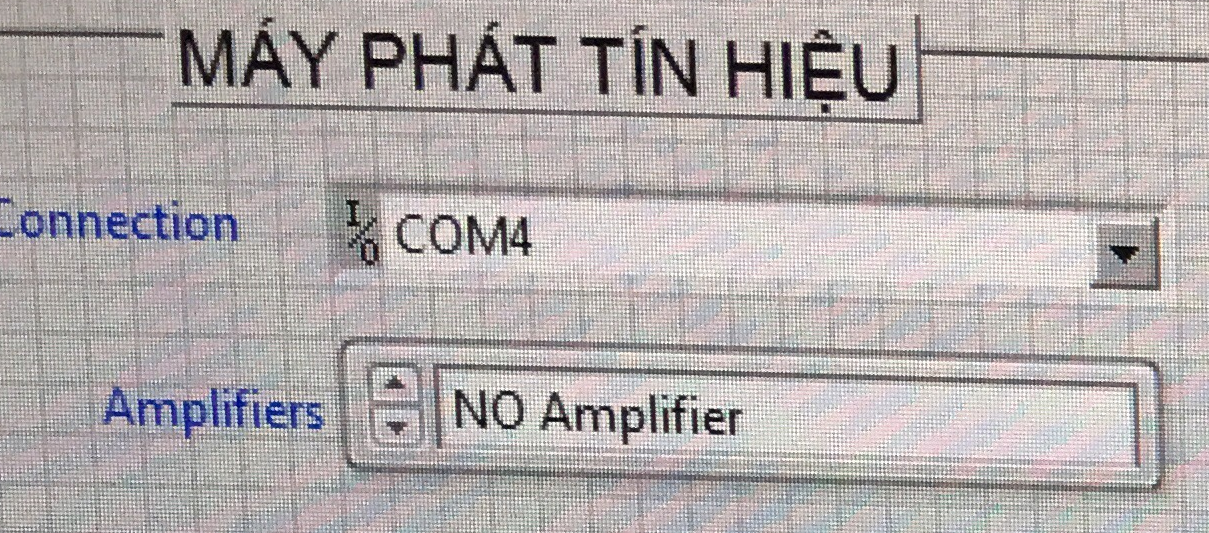 MÁY PHÁT TÍN HIỆU
Connection
I/O COM4
Amplifiers
NO Amplifier